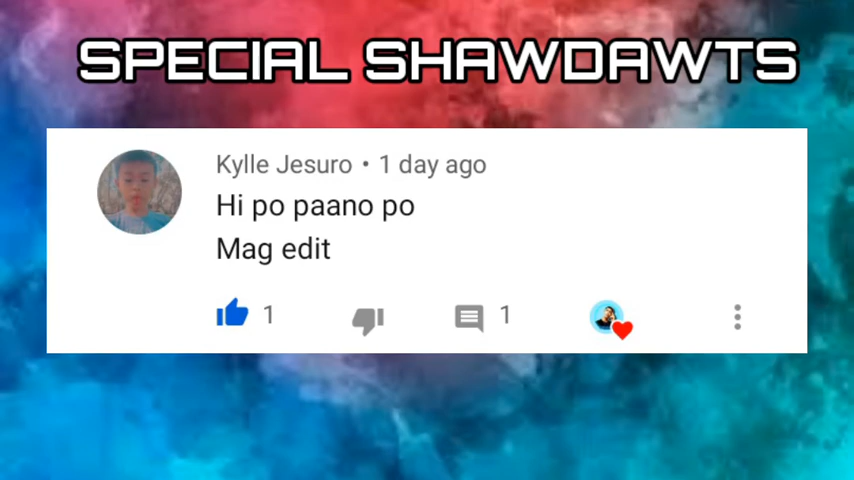 SPECIAL SHAWDAWTS
Kylle Jesuro • 1 day ago
Hi po paano po
Mag edit
1 1